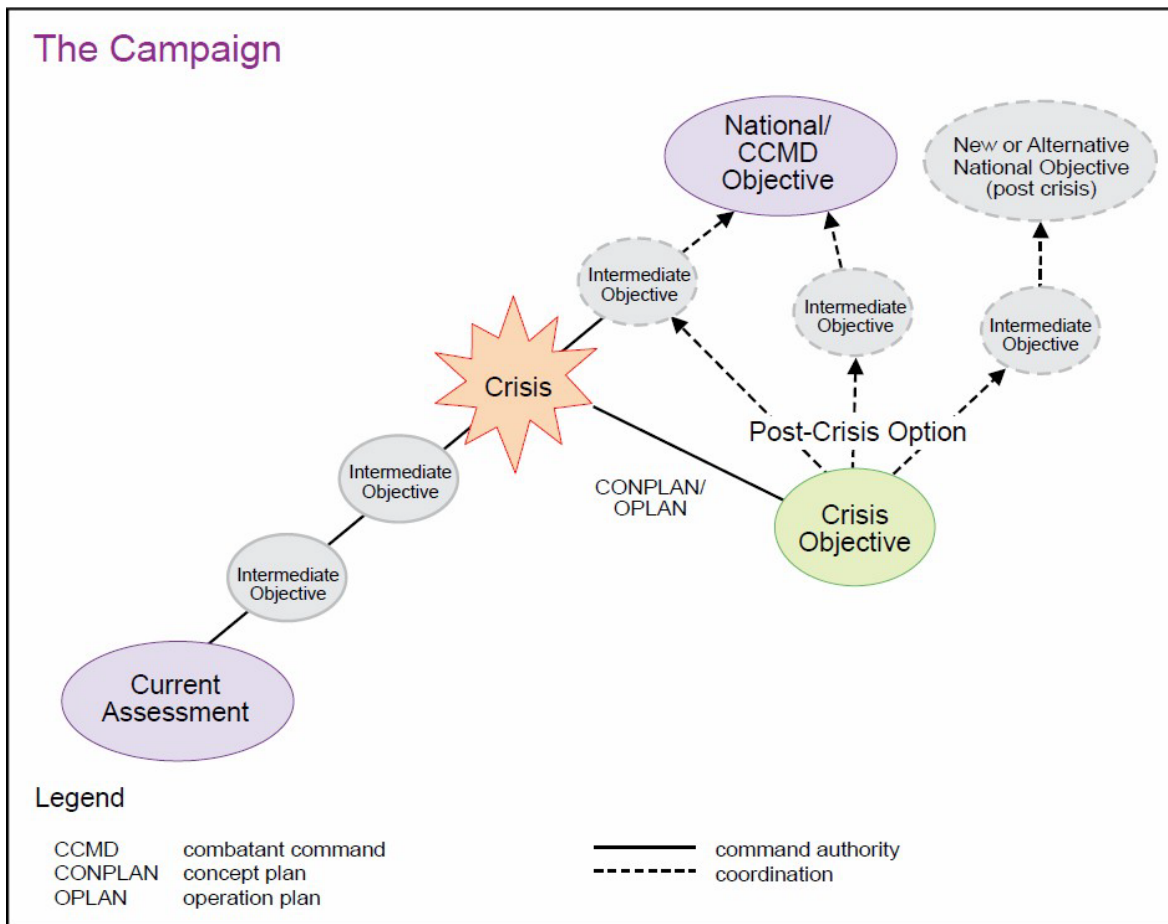 The Campaign
National/
CCMD
Objective
New or Alternative
National Objective
(post crisis)
Intermediate
Objective
Intermediate
Objective
Intermediate
Objective
Crisis
Post-Crisis Option
Intermediate
Objective
CONPLAN/
OPLAN
Crisis
Objective
Intermediate
Objective
Current
Assessment
Legend
CCMD combatant command
CONPLAN concept plan
OPLAN operation plan
command authority
coordination